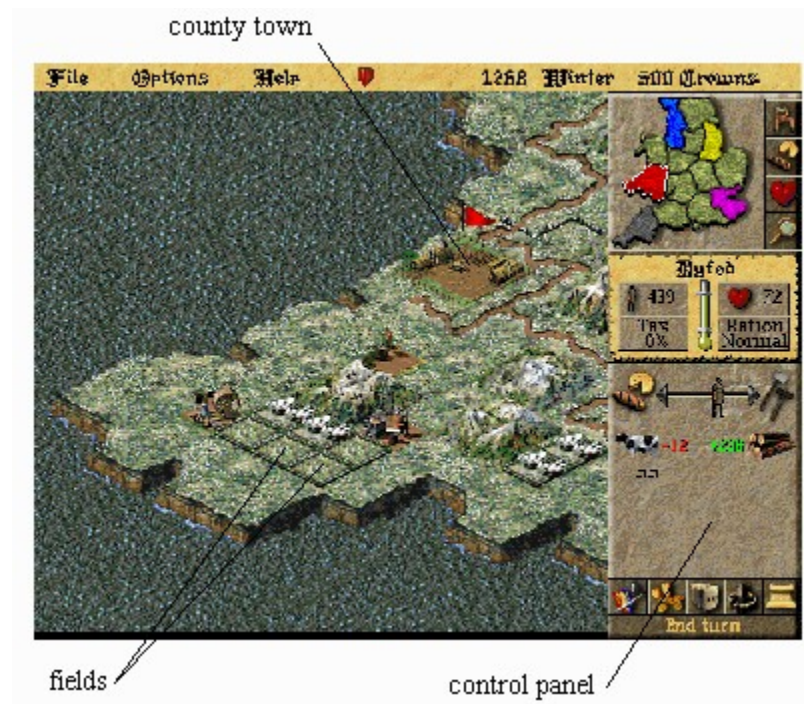 county town
File Options Help 1268 Winter 500 Crowns
Dyfed
439 72
Tax Ration
0% Normal
-12 +236
End turn
fields control panel